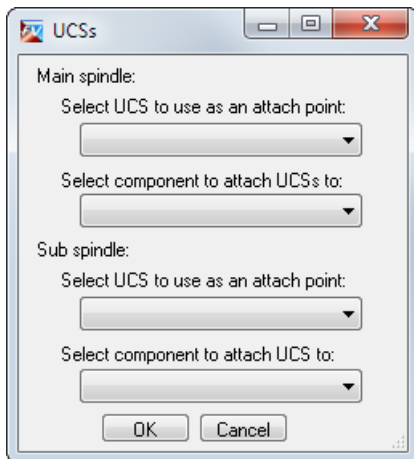 UCSs
Main spindle:
Select UCS to use as an attach point:
Select component to attach UCSs to:
Sub spindle:
Select UCS to use as an attach point:
Select component to attach UCS to:
OK Cancel